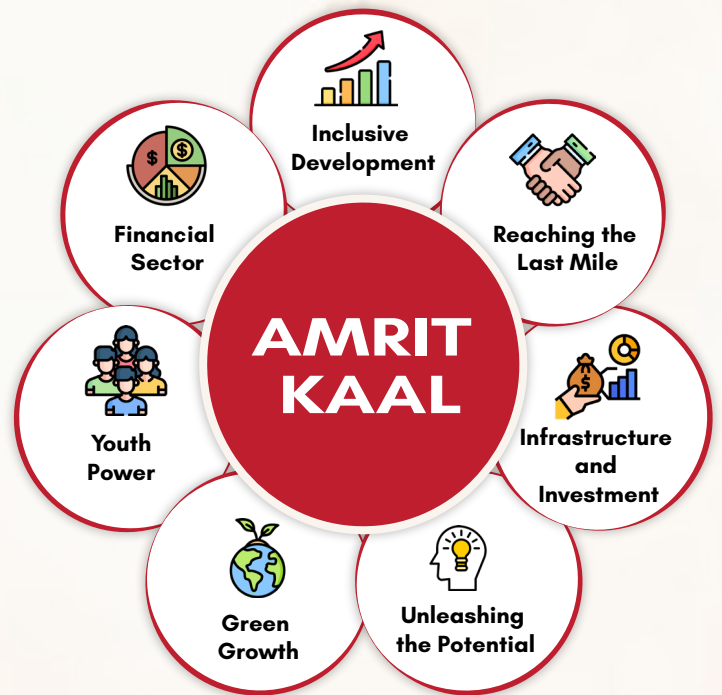 Inclusive
Development
Reaching the
Last Mile
Infrastructure
and
Investment
Unleashing
the Potential
Green
Growth
Youth
Power
Financial
Sector
AMRIT
KAAL